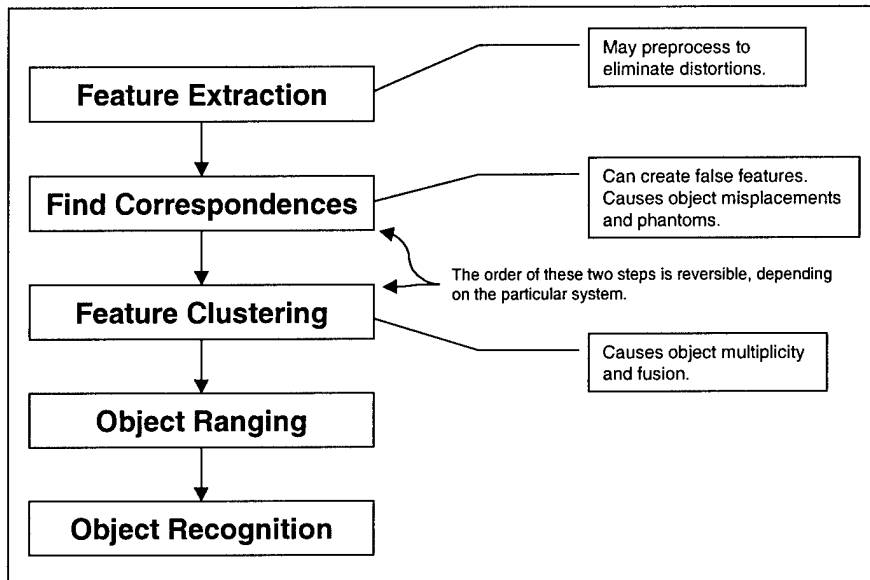 May preprocess to
eliminate distortions.
Feature Extraction
Can create false features.
Causes object misplacements
and phantoms.
Find Correspondences
The order of these two steps is reversible, depending
on the particular system.
Feature Clustering
Causes object multiplicity
and fusion.
Object Ranging
Object Recognition